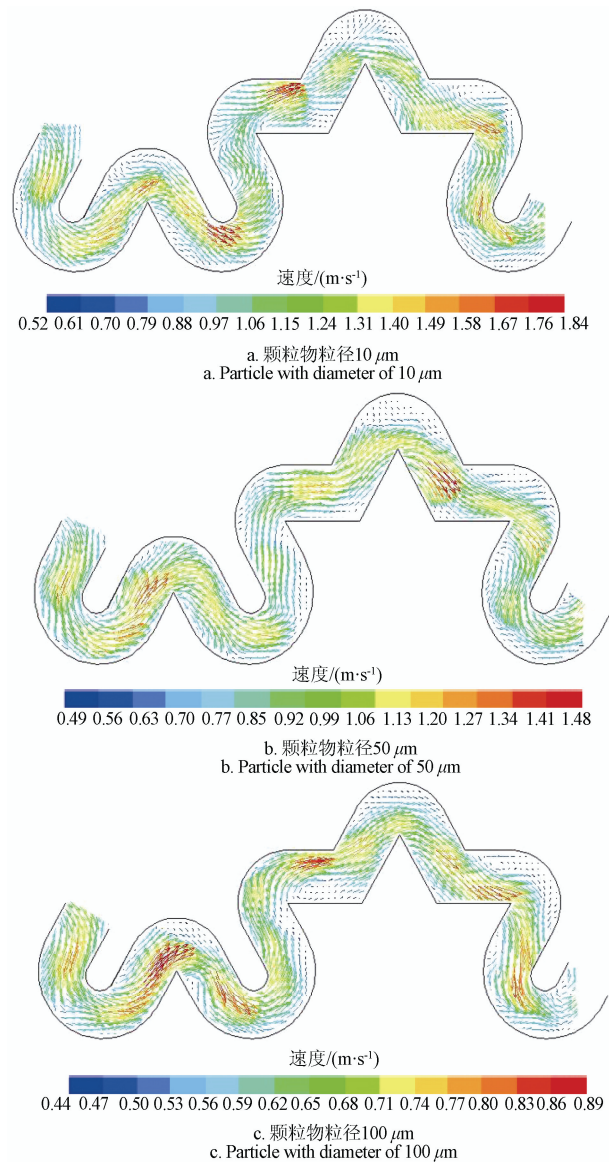 速度/(m·s⁻¹)
0.52 0.61 0.70 0.79 0.88 0.97 1.06 1.15 1.24 1.31 1.40 1.49 1.58 1.67 1.76 1.84
a. 颗粒物粒径10 μm
a. Particle with diameter of 10 μm
速度/(m·s⁻¹)
0.49 0.56 0.63 0.70 0.77 0.85 0.92 0.99 1.06 1.13 1.20 1.27 1.34 1.41 1.48
b. 颗粒物粒径50 μm
b. Particle with diameter of 50 μm
速度/(m·s⁻¹)
0.44 0.47 0.50 0.53 0.56 0.59 0.62 0.65 0.68 0.71 0.74 0.77 0.80 0.83 0.86 0.89
c. 颗粒物粒径100 μm
c. Particle with diameter of 100 μm